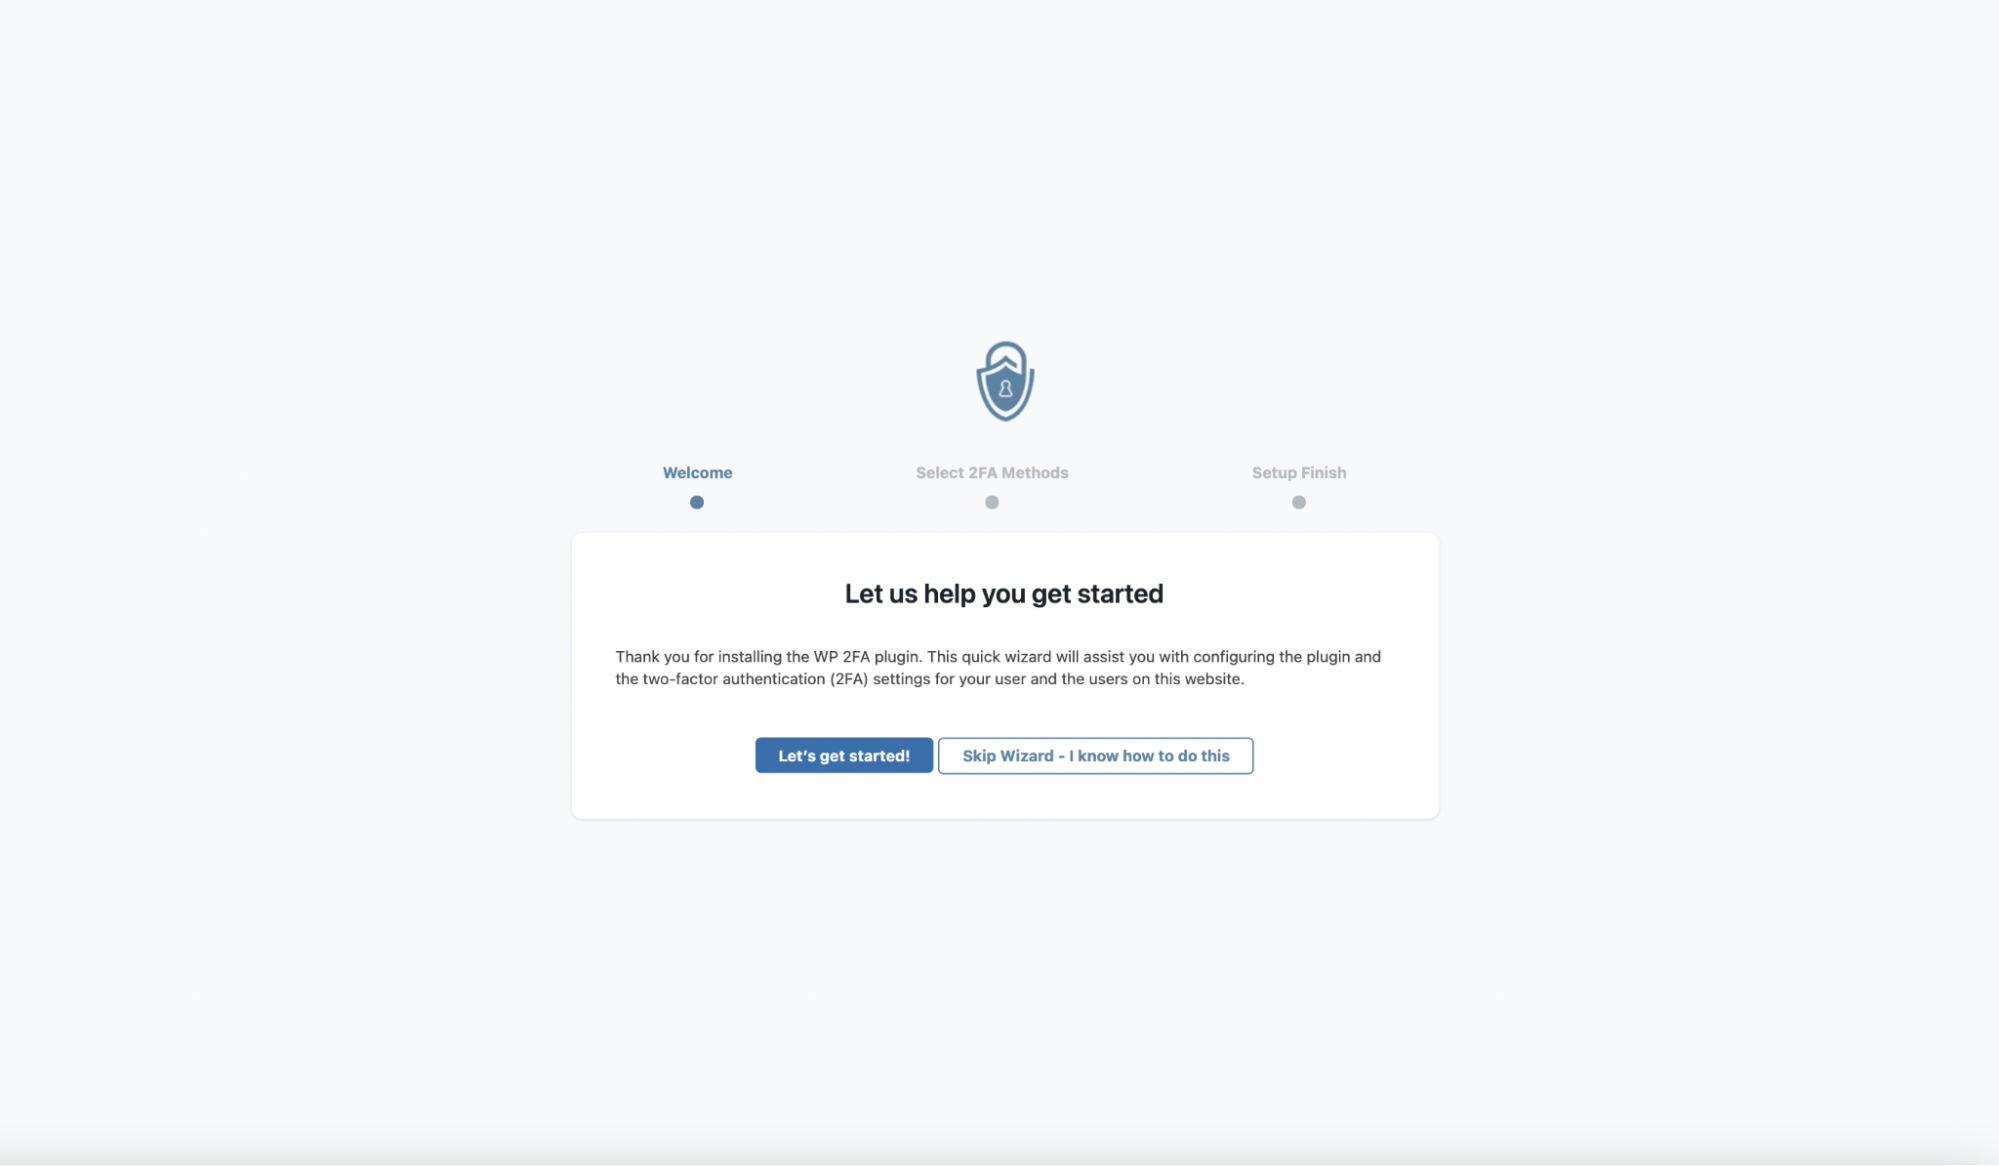 Welcome
Select 2FA Methods
Setup Finish
Let us help you get started
Thank you for installing the WP 2FA plugin. This quick wizard will assist you with configuring the plugin and
the two-factor authentication (2FA) settings for your user and the users on this website.
Let’s get started!
Skip Wizard - I know how to do this